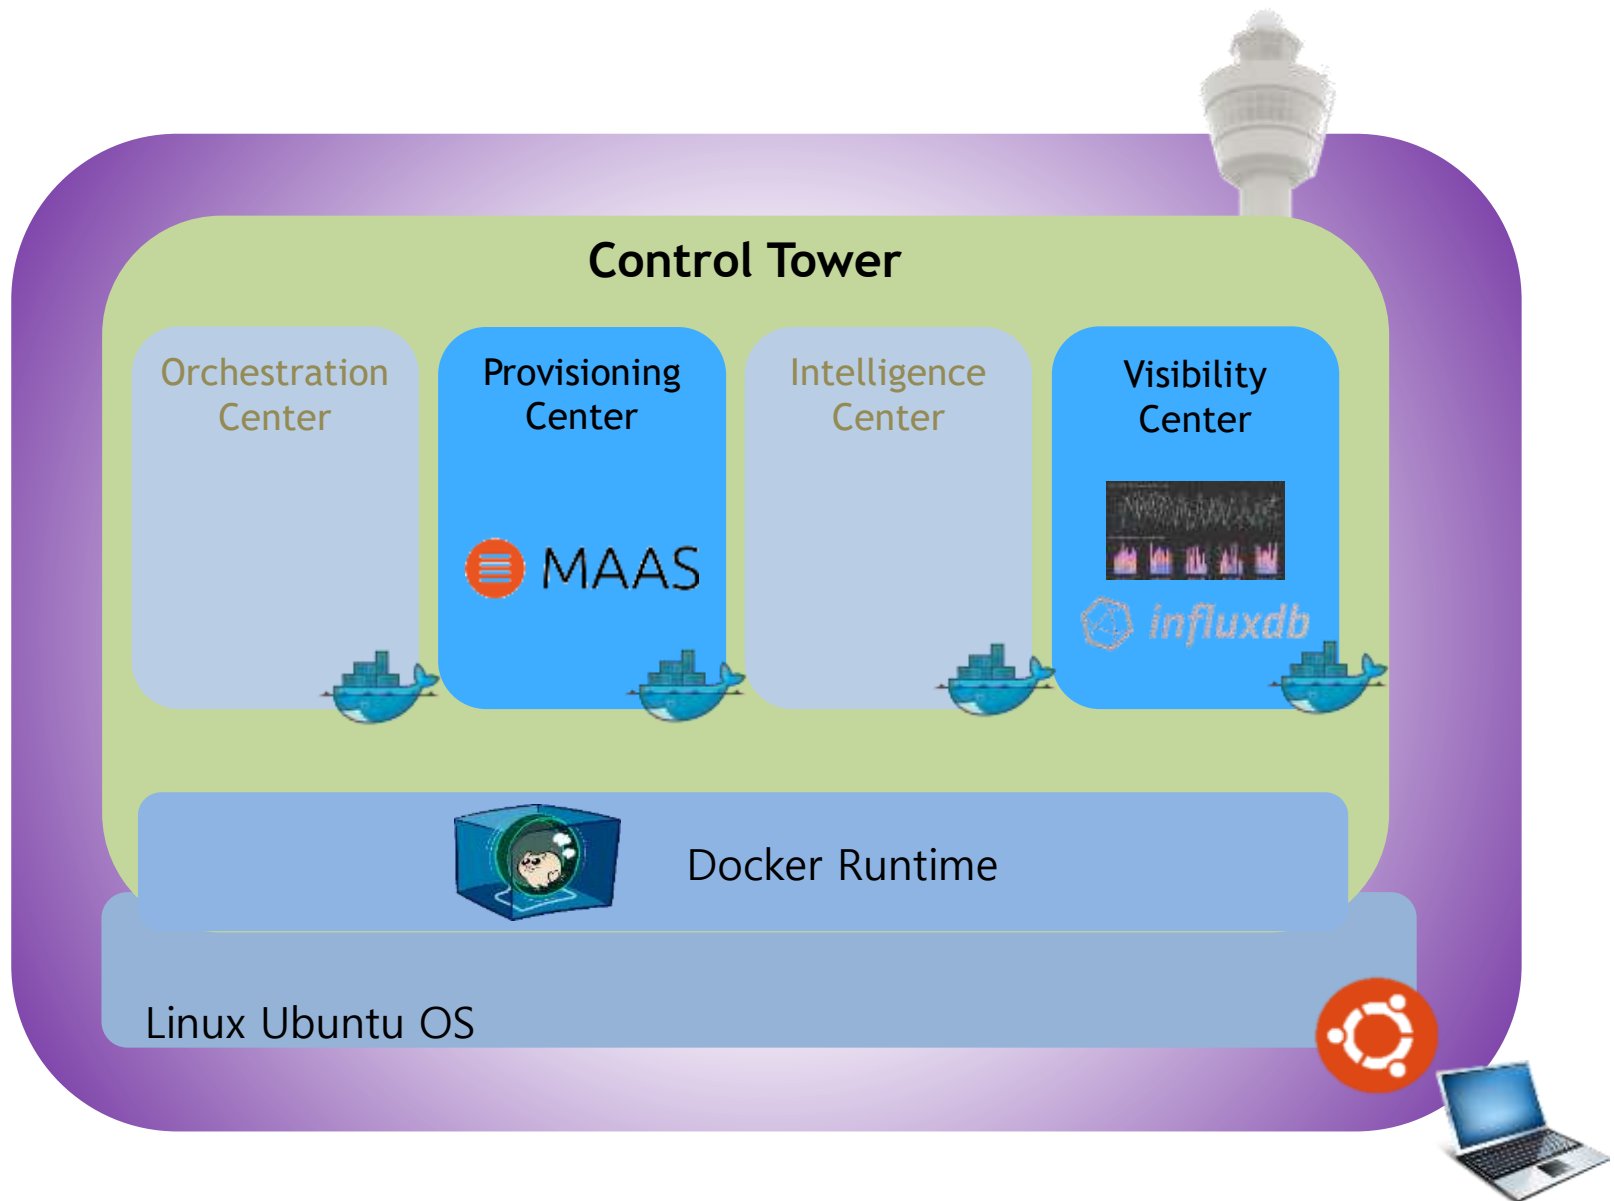 Control Tower
Orchestration
Center
Provisioning
Center
MAAS
Intelligence
Center
Visibility
Center
influxdb
Docker Runtime
Linux Ubuntu OS